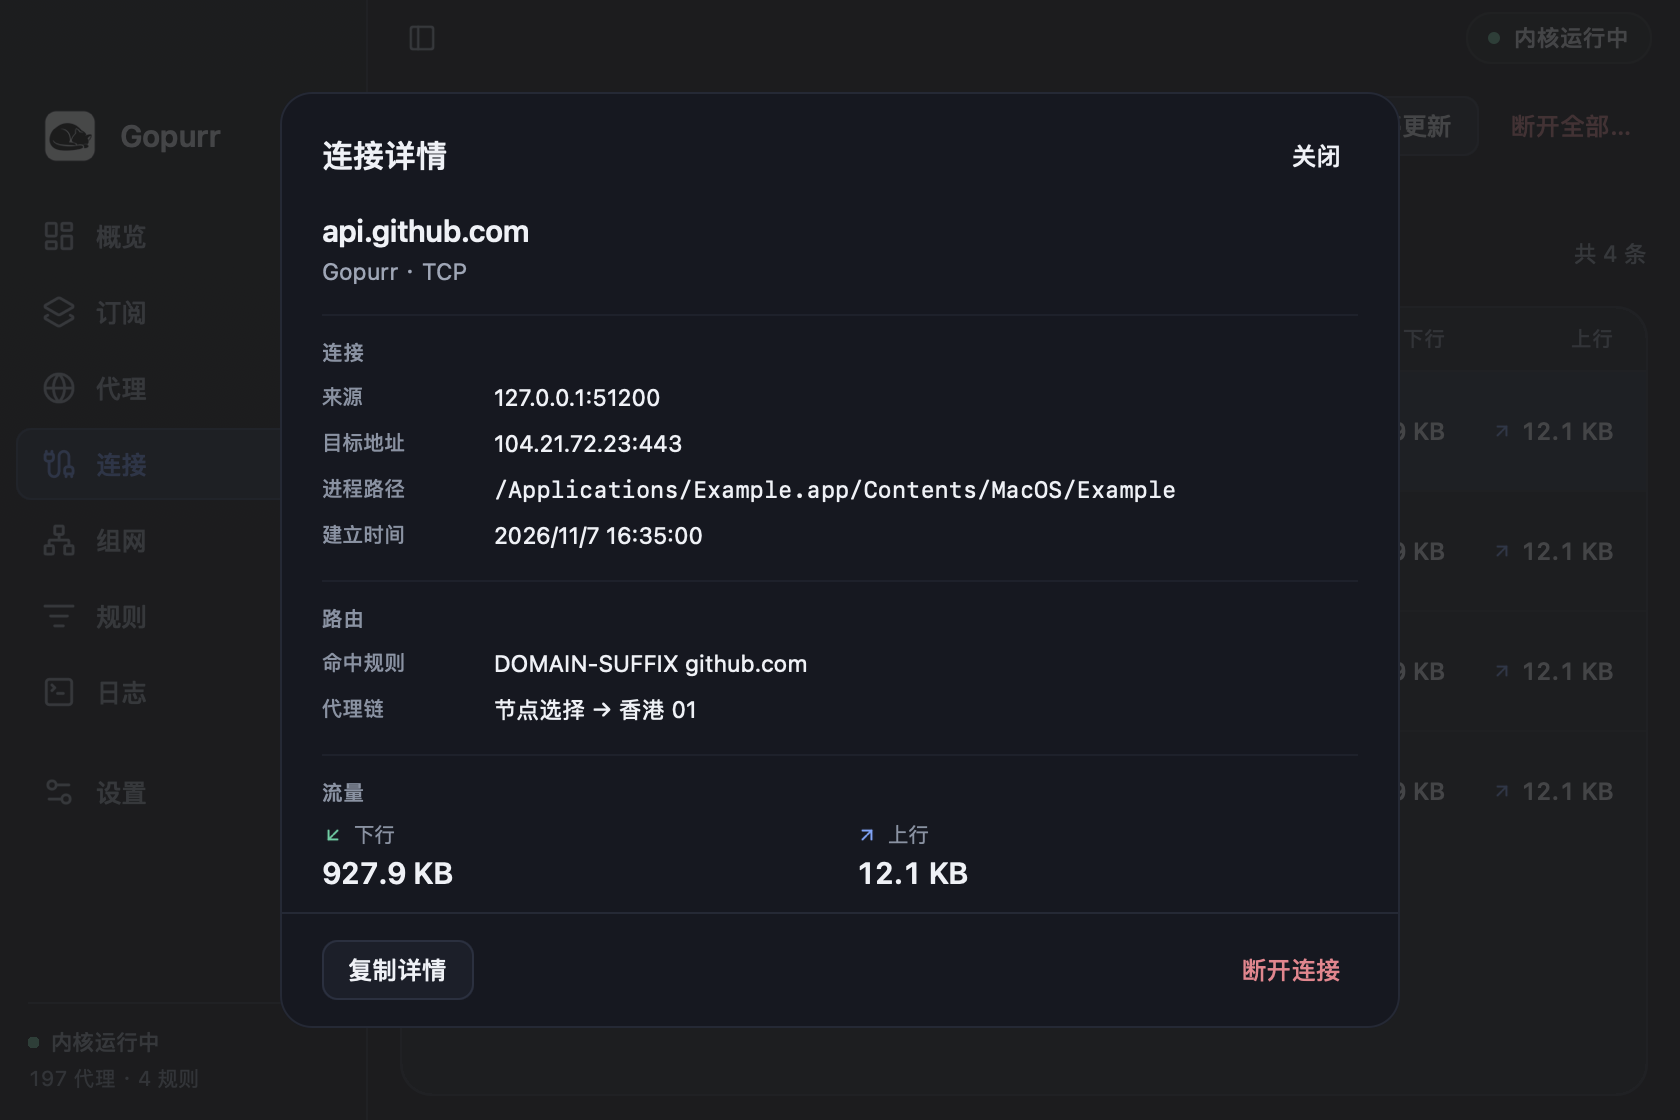 内核运行中
Gopurr
更新
断开全部...
概览
订阅
代理
连接
组网
规则
日志
设置
内核运行中
197 代理 · 4 规则
共 4 条
下行
上行
9 KB
12.1 KB
9 KB
12.1 KB
9 KB
12.1 KB
9 KB
12.1 KB
连接详情
关闭
api.github.com
Gopurr · TCP
连接
来源 127.0.0.1:51200
目标地址 104.21.72.23:443
进程路径 /Applications/Example.app/Contents/MacOS/Example
建立时间 2026/11/7 16:35:00
路由
命中规则 DOMAIN-SUFFIX github.com
代理链 节点选择 → 香港 01
流量
下行 上行
927.9 KB 12.1 KB
复制详情 断开连接